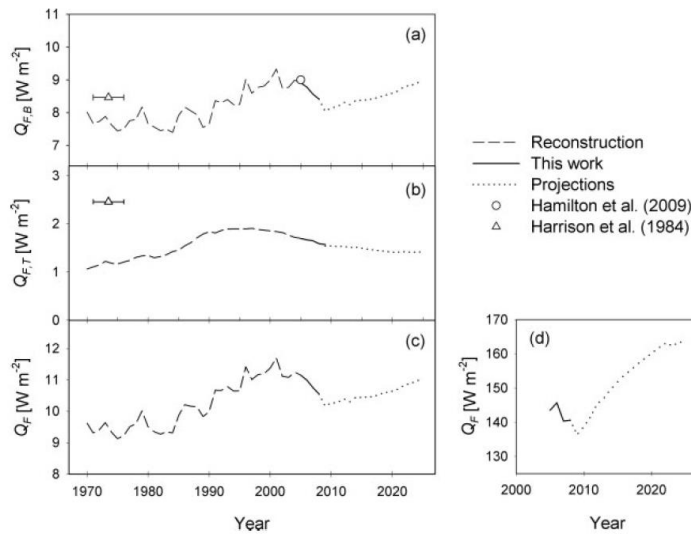 (a)
11
10
9
8
7
Q_{F,B} [W m⁻²]
(b)
3
2
1
0
Q_{F,T} [W m⁻²]
(c)
12
11
10
9
8
Q_F [W m⁻²]
1970 1980 1990 2000 2010 2020
Year
Reconstruction
This work
Projections
Hamilton et al. (2009)
Harrison et al. (1984)
(d)
170
160
150
140
130
Q_F [W m⁻²]
2000 2010 2020
Year